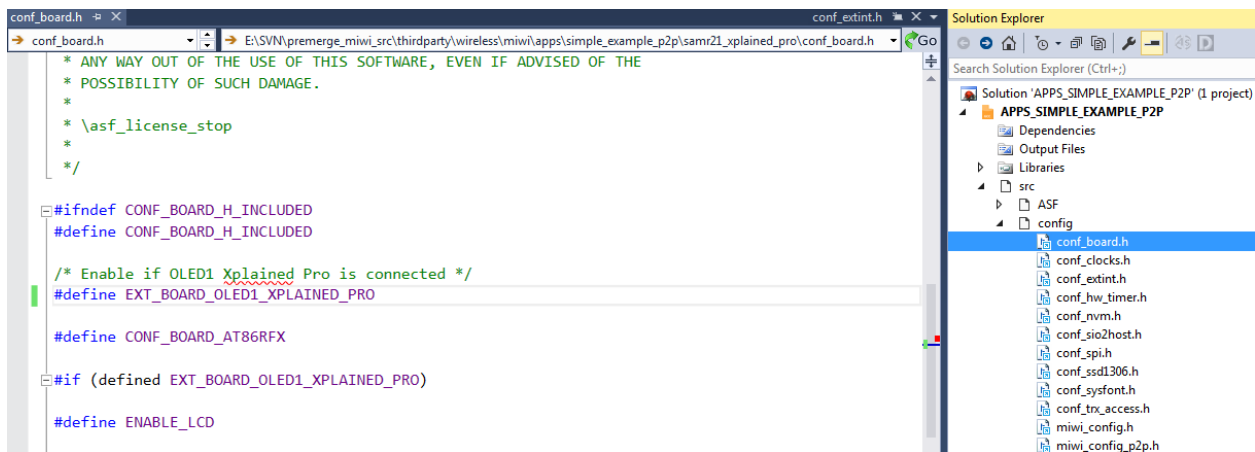 conf_board.h
conf_extint.h
conf_board.h
E:\SVN\premerge_miwi_src\thirdparty\wireless\miwi\apps\simple_example_p2p\samr21_xplained_pro\conf_board.h
Go
* ANY WAY OUT OF THE USE OF THIS SOFTWARE, EVEN IF ADVISED OF THE
* POSSIBILITY OF SUCH DAMAGE.
*
* \asf_license_stop
*
*/
#ifndef CONF_BOARD_H_INCLUDED
#define CONF_BOARD_H_INCLUDED
/* Enable if OLED1 Xplained Pro is connected */
#define EXT_BOARD_OLED1_XPLAINED_PRO
#define CONF_BOARD_AT86RFX
#if (defined EXT_BOARD_OLED1_XPLAINED_PRO)
#define ENABLE_LCD
Solution Explorer
Search Solution Explorer (Ctrl+;)
Solution 'APPS_SIMPLE_EXAMPLE_P2P' (1 project)
APPS_SIMPLE_EXAMPLE_P2P
Dependencies
Output Files
Libraries
src
ASF
config
conf_board.h
conf_clocks.h
conf_extint.h
conf_hw_timer.h
conf_nvm.h
conf_sio2host.h
conf_spi.h
conf_ssd1306.h
conf_sysfont.h
conf_trx_access.h
miwi_config.h
miwi_config_p2p.h